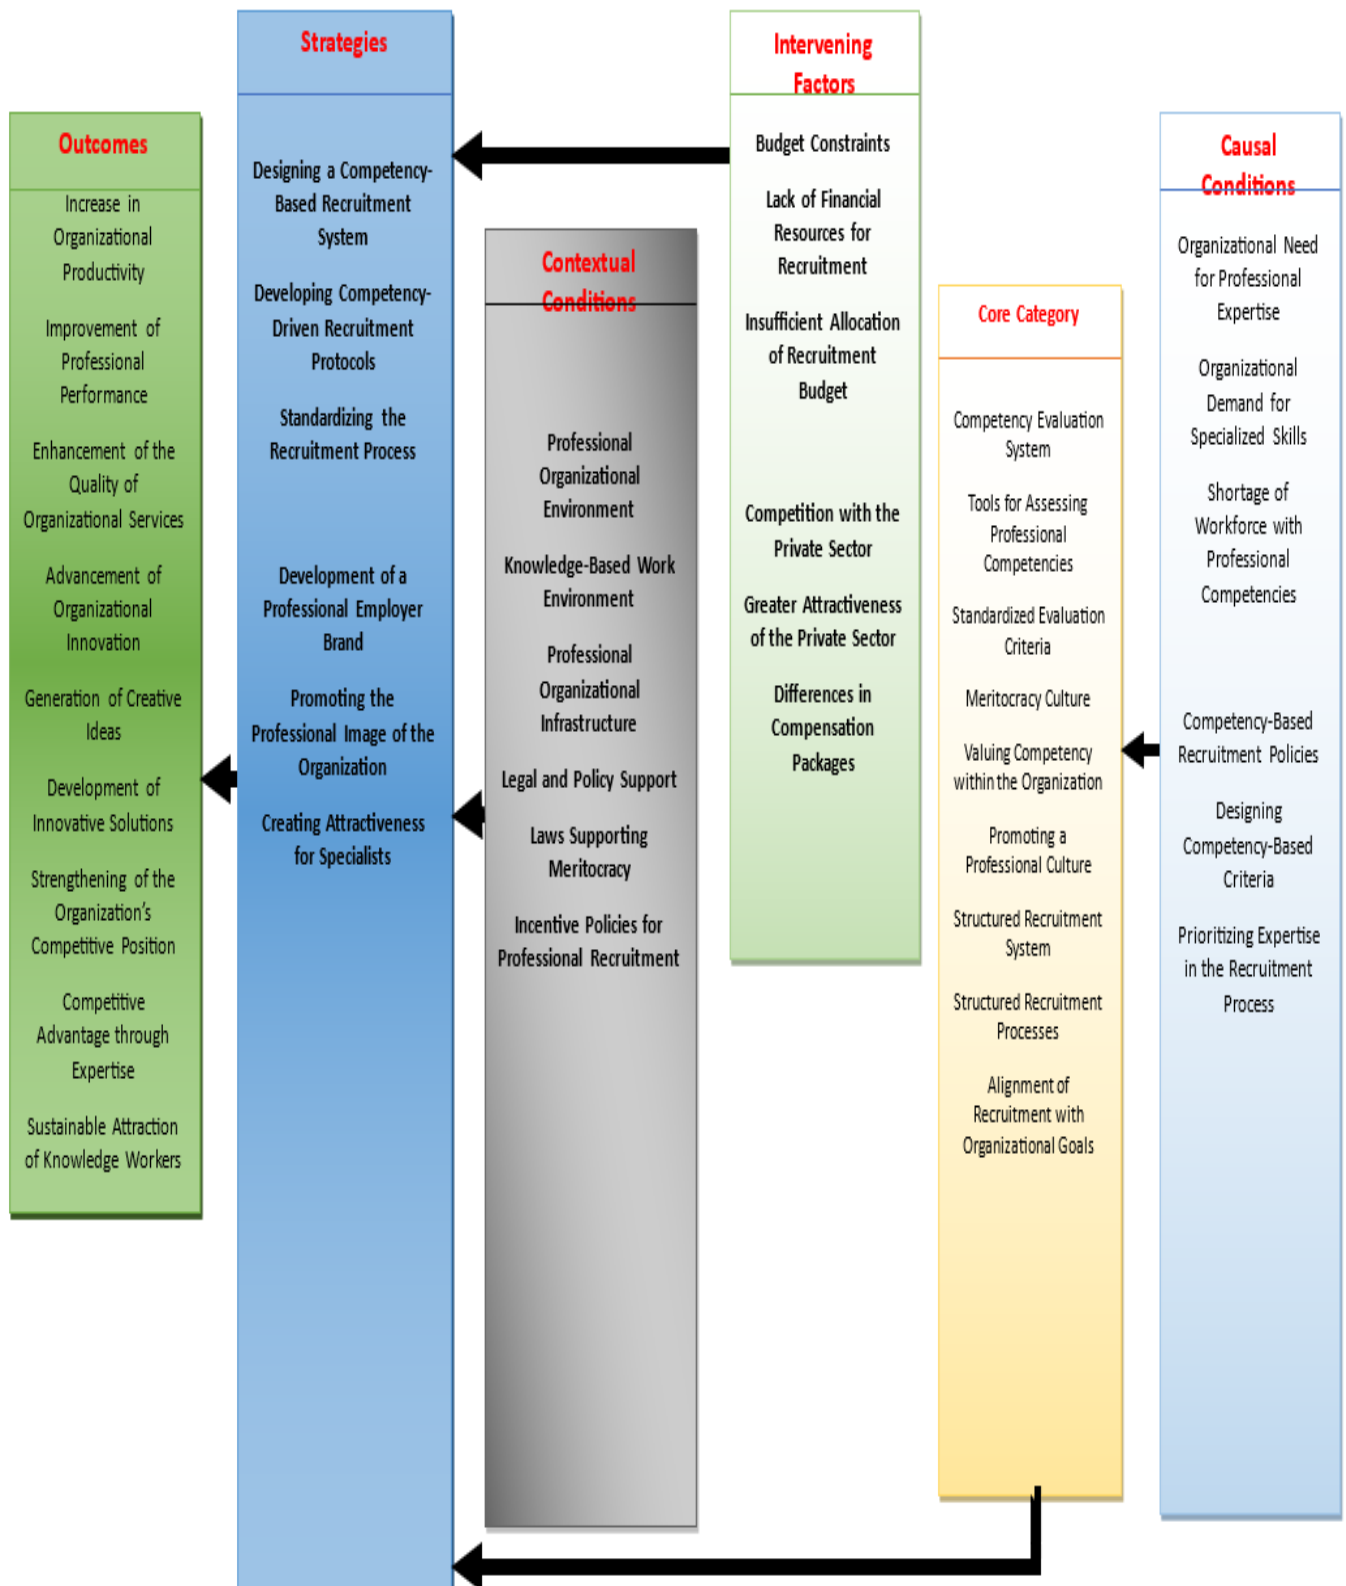 Outcomes
Increase in
Organizational
Productivity
Improvement of
Professional
Performance
Enhancement of the
Quality of
Organizational Services
Advancement of
Organizational
Innovation
Generation of Creative
Ideas
Development of
Innovative Solutions
Strengthening of the
Organization's
Competitive Position
Competitive
Advantage through
Expertise
Sustainable Attraction
of Knowledge Workers
Strategies
Designing a Competency-
Based Recruitment
System
Developing Competency-
Driven Recruitment
Protocols
Standardizing the
Recruitment Process
Development of a
Professional Employer
Brand
Promoting the
Professional Image of the
Organization
Creating Attractiveness
for Specialists
Contextual
Conditions
Professional
Organizational
Environment
Knowledge-Based Work
Environment
Professional
Organizational
Infrastructure
Legal and Policy Support
Laws Supporting
Meritocracy
Incentive Policies for
Professional Recruitment
Intervening
Factors
Budget Constraints
Lack of Financial
Resources for
Recruitment
Insufficient Allocation
of Recruitment
Budget
Competition with the
Private Sector
Greater Attractiveness
of the Private Sector
Differences in
Compensation
Packages
Core Category
Competency Evaluation
System
Tools for Assessing
Professional
Competencies
Standardized Evaluation
Criteria
Meritocracy Culture
Valuing Competency
within the Organization
Promoting a
Professional Culture
Structured Recruitment
System
Structured Recruitment
Processes
Alignment of
Recruitment with
Organizational Goals
Causal
Conditions
Organizational Need
for Professional
Expertise
Organizational
Demand for
Specialized Skills
Shortage of
Workforce with
Professional
Competencies
Competency-Based
Recruitment Policies
Designing
Competency-Based
Criteria
Prioritizing Expertise
in the Recruitment
Process